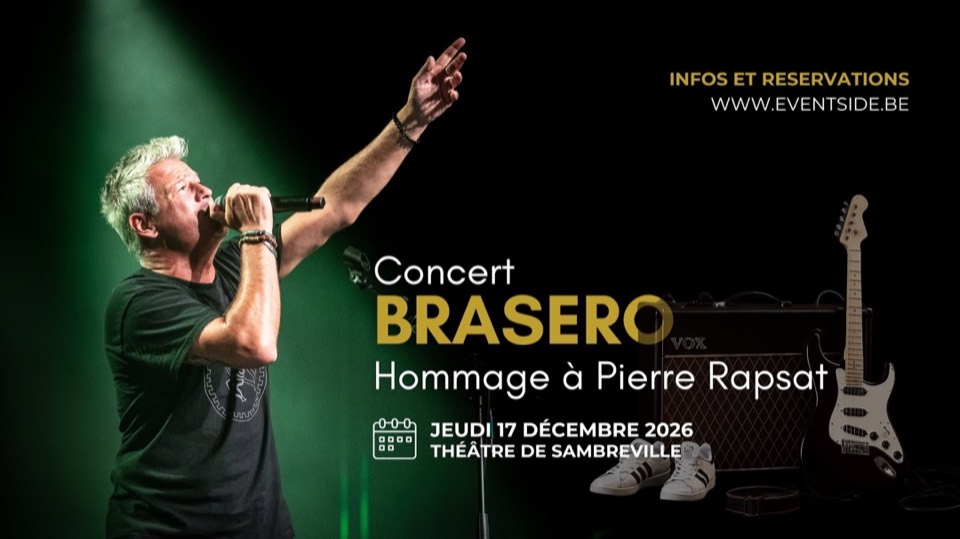 INFOS ET RESERVATIONS
WWW.EVENTSIDE.BE
Concert
BRASERO
Hommage à Pierre Rapsat
VOX
JEUDI 17 DÉCEMBRE 2026
THÉÂTRE DE SAMBREVILLE